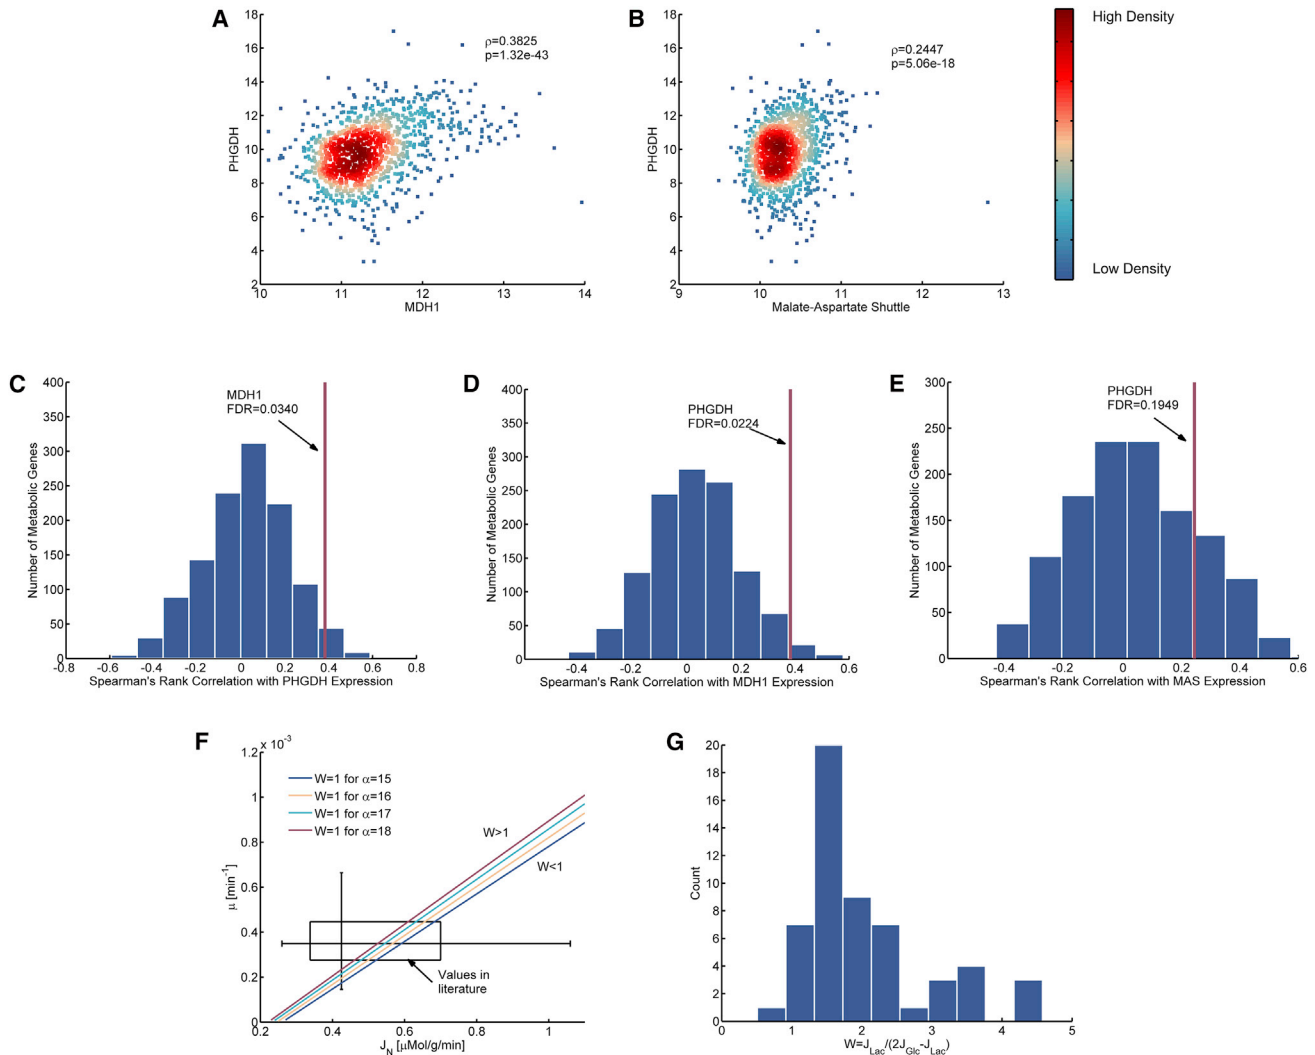 A
18
16
14
12
10
8
6
4
2
PHGDH
ρ=0.3825
p=1.32e-43
10
11
12
13
14
MDH1
B
18
16
14
12
10
8
6
4
2
PHGDH
ρ=0.2447
p=5.06e-18
9
10
11
12
13
Malate-Aspartate Shuttle
High Density
Low Density
C
400
350
300
250
200
150
100
50
0
Number of Metabolic Genes
MDH1
FDR=0.0340
-0.8
-0.6
-0.4
-0.2
0
0.2
0.4
0.6
0.8
Spearman's Rank Correlation with PHGDH Expression
D
400
350
300
250
200
150
100
50
0
Number of Metabolic Genes
PHGDH
FDR=0.0224
-0.4
-0.2
0
0.2
0.4
0.6
Spearman's Rank Correlation with MDH1 Expression
E
300
250
200
150
100
50
0
Number of Metabolic Genes
PHGDH
FDR=0.1949
-0.4
-0.2
0
0.2
0.4
0.6
Spearman's Rank Correlation with MAS Expression
F
x 10-3
1.2
1
0.8
0.6
0.4
0.2
0
μ [min-1]
W=1 for α=15
W=1 for α=16
W=1 for α=17
W=1 for α=18
W>1
W<1
Values in
literature
0.2
0.4
0.6
0.8
1
JN [μMol/g/min]
G
20
18
16
14
12
10
8
6
4
2
0
Count
0
1
2
3
4
5
W=JLac/(2JGlc-JLac)